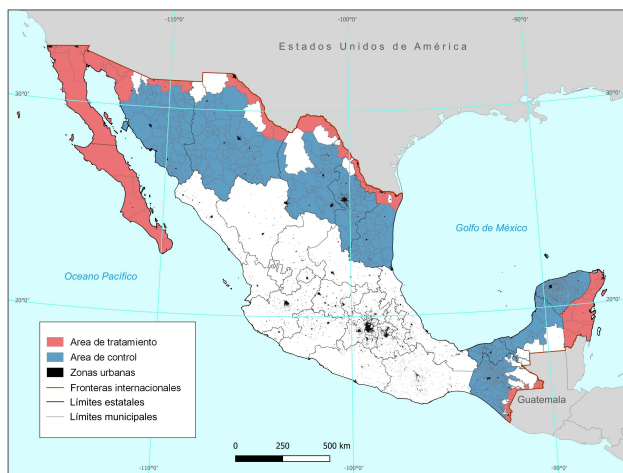 -110°0'
-100°0'
-90°0'
Estados Unidos de América
30°0'
30°0'
Golfo de México
Oceano Pacífico
20°0'
20°0'
Area de tratamiento
Area de control
Zonas urbanas
Fronteras internacionales
Límites estatales
Límites municipales
Guatemala
0 250 500 km
-110°0'
-100°0'
-90°0'